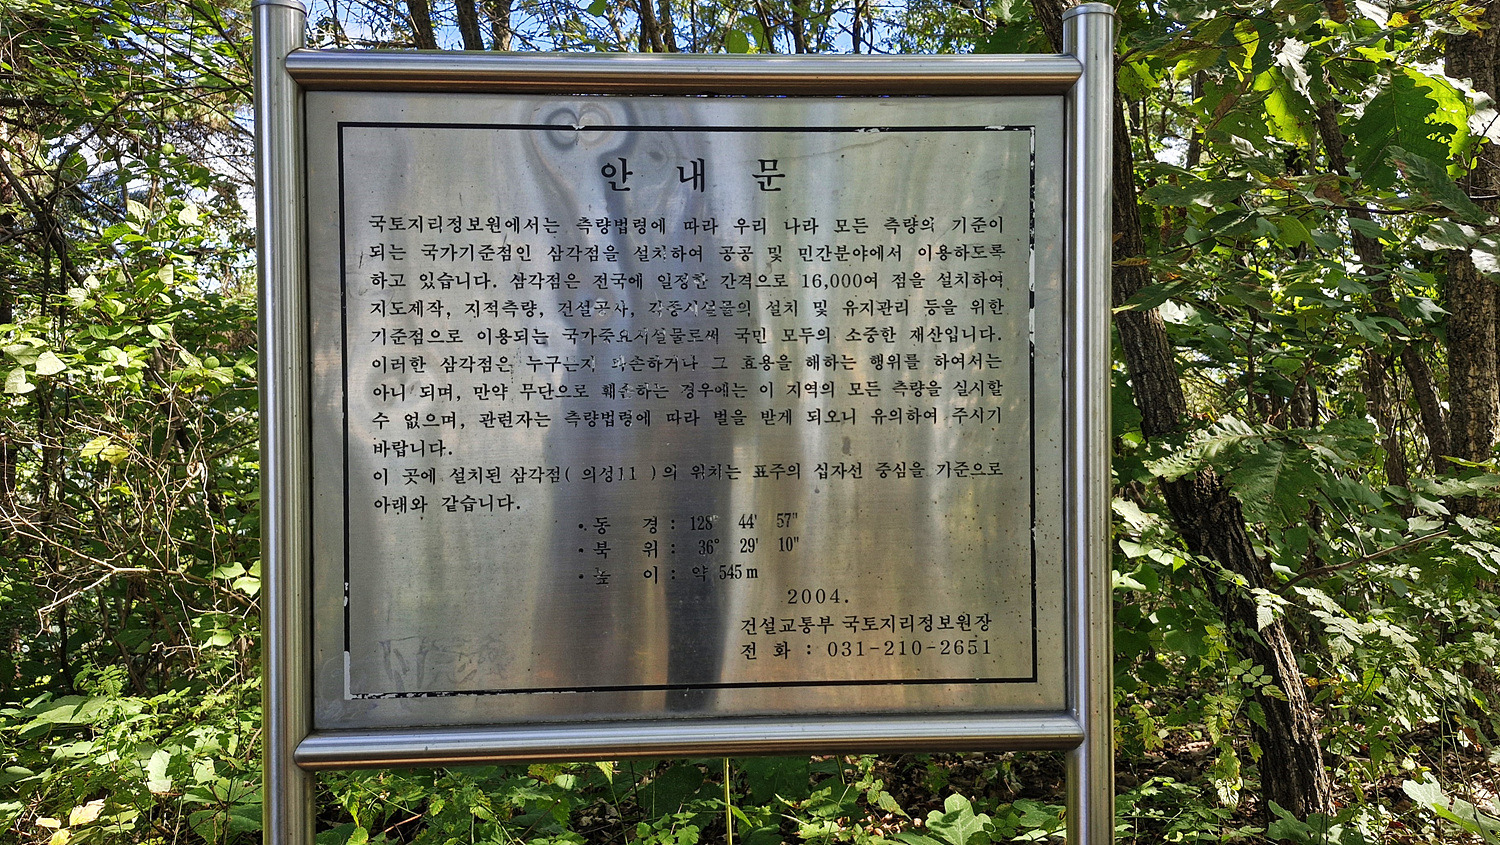 안 내 문
국토지리정보원에서는 측량법령에 따라 우리 나라 모든 측량의 기준이
되는 국가기준점인 삼각점을 설치하여 공공 및 민간분야에서 이용하도록
하고 있습니다. 삼각점은 전국에 일정한 간격으로 16,000여 점을 설치하여
지도제작, 지적측량, 건설공사, 각종시설물의 설치 및 유지관리 등을 위한
기준점으로 이용되는 국가중요시설물로써 국민 모두의 소중한 재산입니다.
이러한 삼각점은 누구든지 파손하거나 그 효용을 해하는 행위를 하여서는
아니 되며, 만약 무단으로 훼손하는 경우에는 이 지역의 모든 측량을 실시할
수 없으며, 관련자는 측량법령에 따라 벌을 받게 되오니 유의하여 주시기
바랍니다.
이 곳에 설치된 삼각점( 의성11 )의 위치는 표주의 십자선 중심을 기준으로
아래와 같습니다.
• 동 경 : 128° 44' 57"
• 북 위 : 36° 29' 10"
• 높 이 : 약 545 m
2004.
건설교통부 국토지리정보원장
전 화 : 031-210-2651